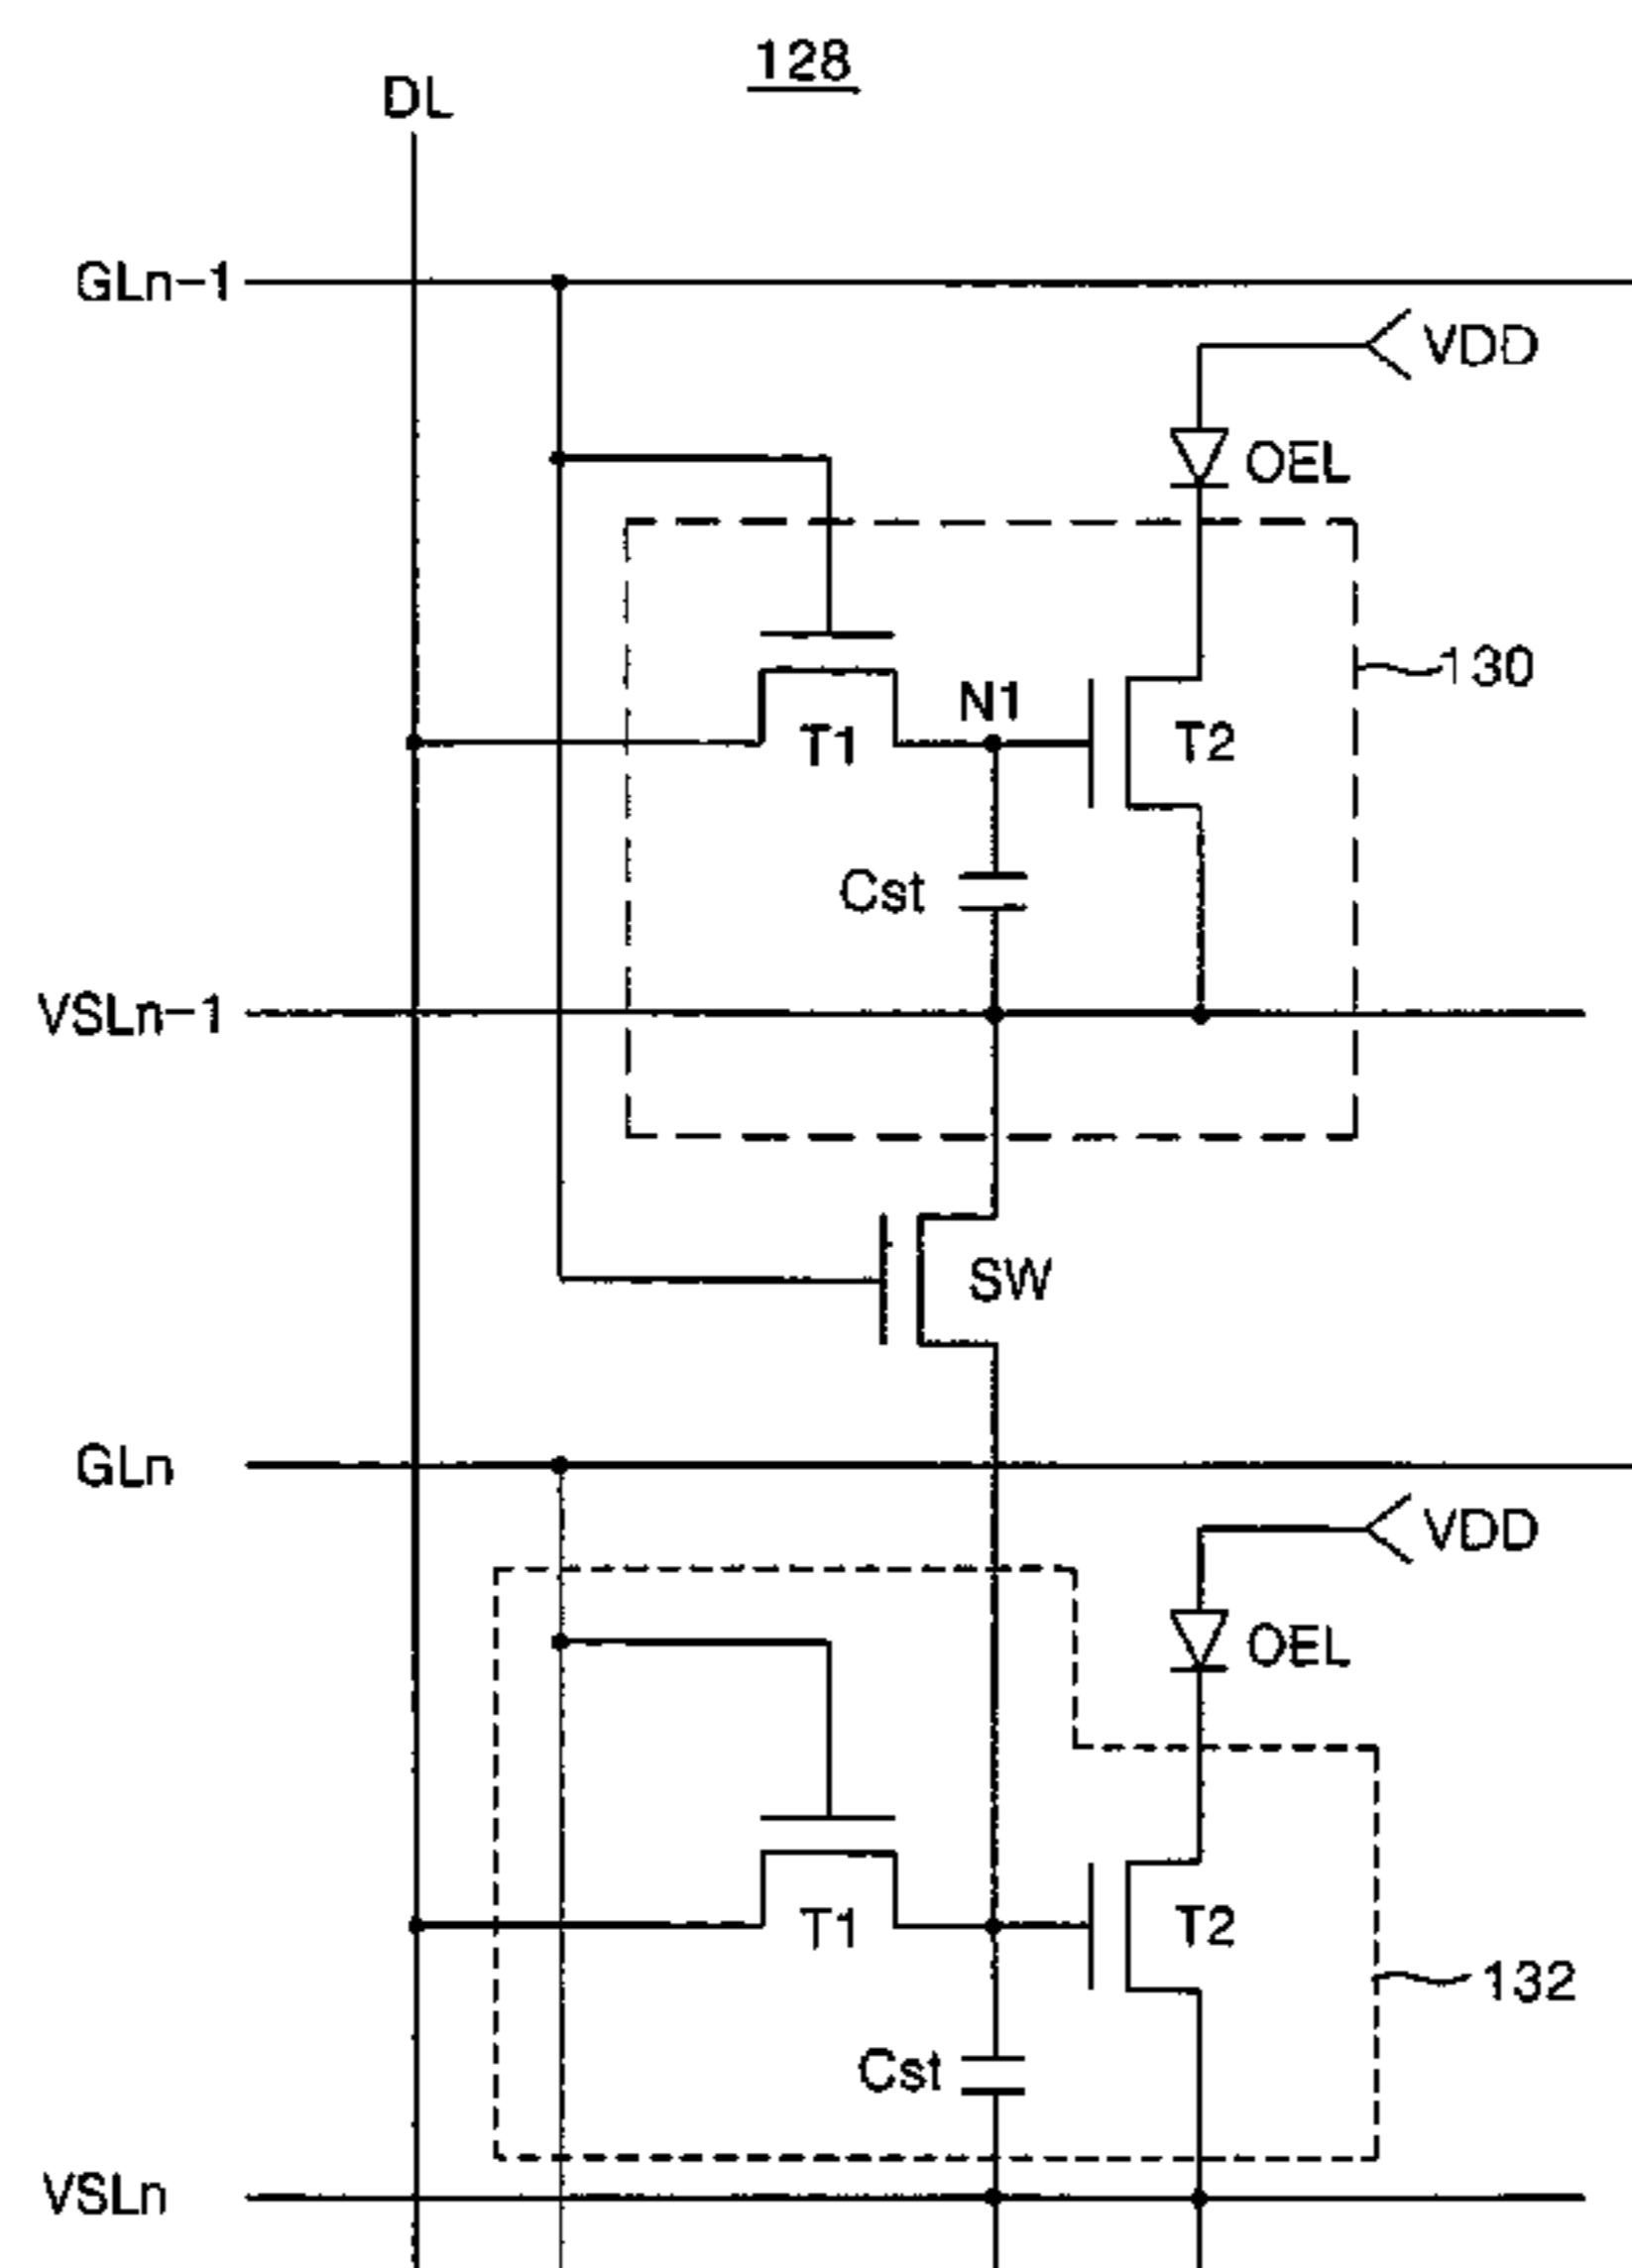 128
DL
GLn-1
VDD
OEL
130
N1
T1
T2
Cst
VSLn-1
SW
GLn
VDD
OEL
T1
T2
132
Cst
VSLn